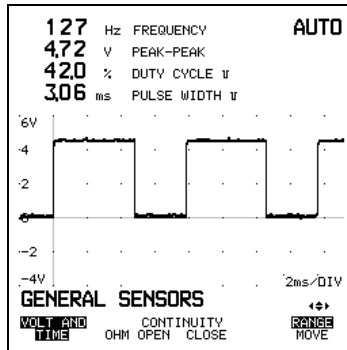 127 Hz FREQUENCY AUTO
4.72 V PEAK-PEAK
42.0 % DUTY CYCLE
3.06 ms PULSE WIDTH
6V
4
2
0
-2
-4V 2ms/DIV
GENERAL SENSORS
VOLT AND TIME OHM CONTINUITY OPEN CLOSE RANGE MOVE